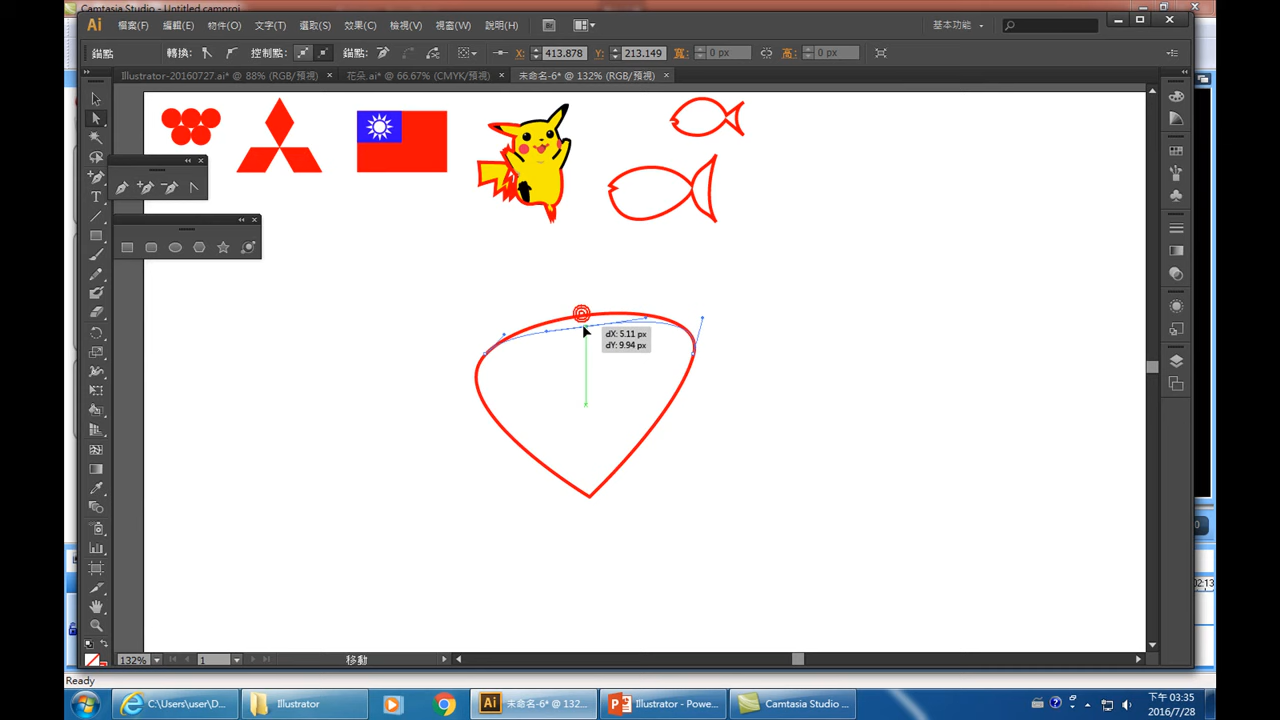 Camtasia Studio - Untitled.camproj
Ai 檔案(F) 編輯(E) 物件(O) 文字(T) 選取(S) 效果(C) 檢視(V) 視窗(W) 說明(H) Br 基本功能
錨點 轉換: 控制點: 錨點: X: 413.878 Y: 213.149 寬: 0 px 高: 0 px
Illustrator-20160727.ai* @ 88% (RGB/預視) × 花朵.ai* @ 66.67% (CMYK/預視) × 未命名-6* @ 132% (RGB/預視) ×
dX: 5.11 px
dY: 9.94 px
02:13
132% 1 移動
Ready
C:\Users\user\D... Illustrator Ai 未命名-6* @ 132... Illustrator - Powe... Camtasia Studio ... 下午 03:35
2016/7/28